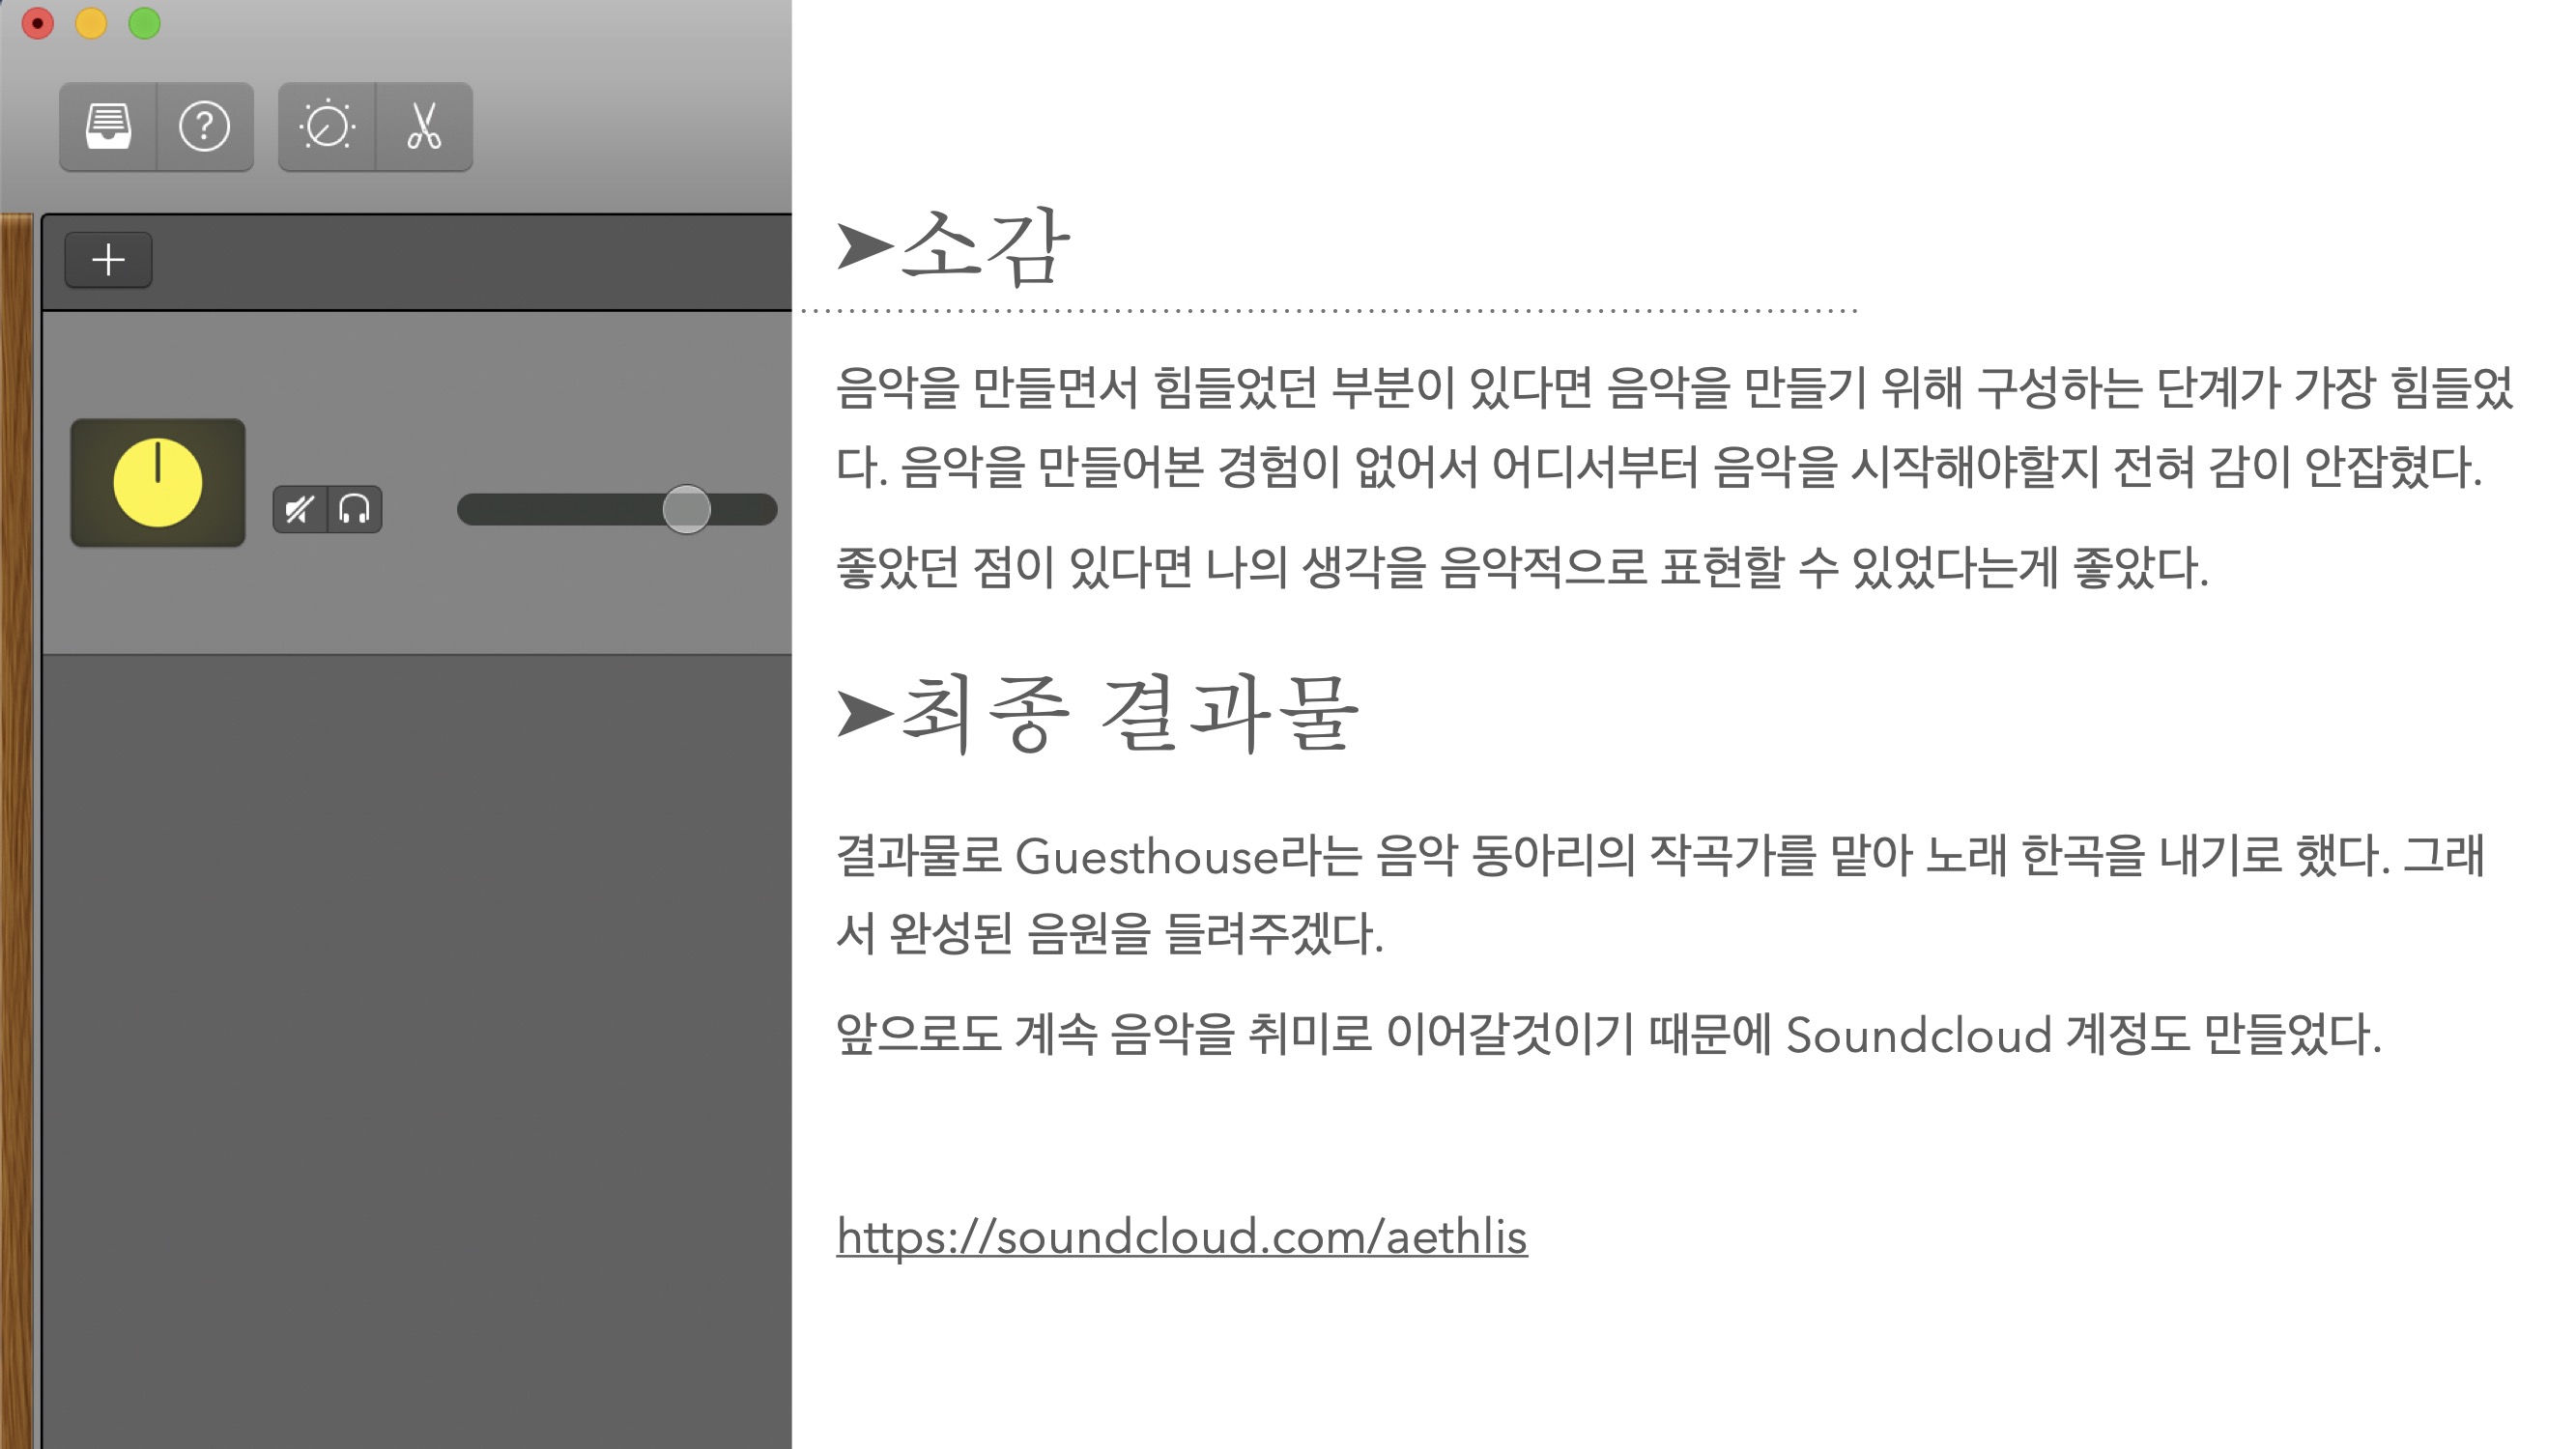 ➤소감
음악을 만들면서 힘들었던 부분이 있다면 음악을 만들기 위해 구성하는 단계가 가장 힘들었
다. 음악을 만들어본 경험이 없어서 어디서부터 음악을 시작해야할지 전혀 감이 안잡혔다.
좋았던 점이 있다면 나의 생각을 음악적으로 표현할 수 있었다는게 좋았다.
➤최종 결과물
결과물로 Guesthouse라는 음악 동아리의 작곡가를 맡아 노래 한곡을 내기로 했다. 그래
서 완성된 음원을 들려주겠다.
앞으로도 계속 음악을 취미로 이어갈것이기 때문에 Soundcloud 계정도 만들었다.
https://soundcloud.com/aethlis